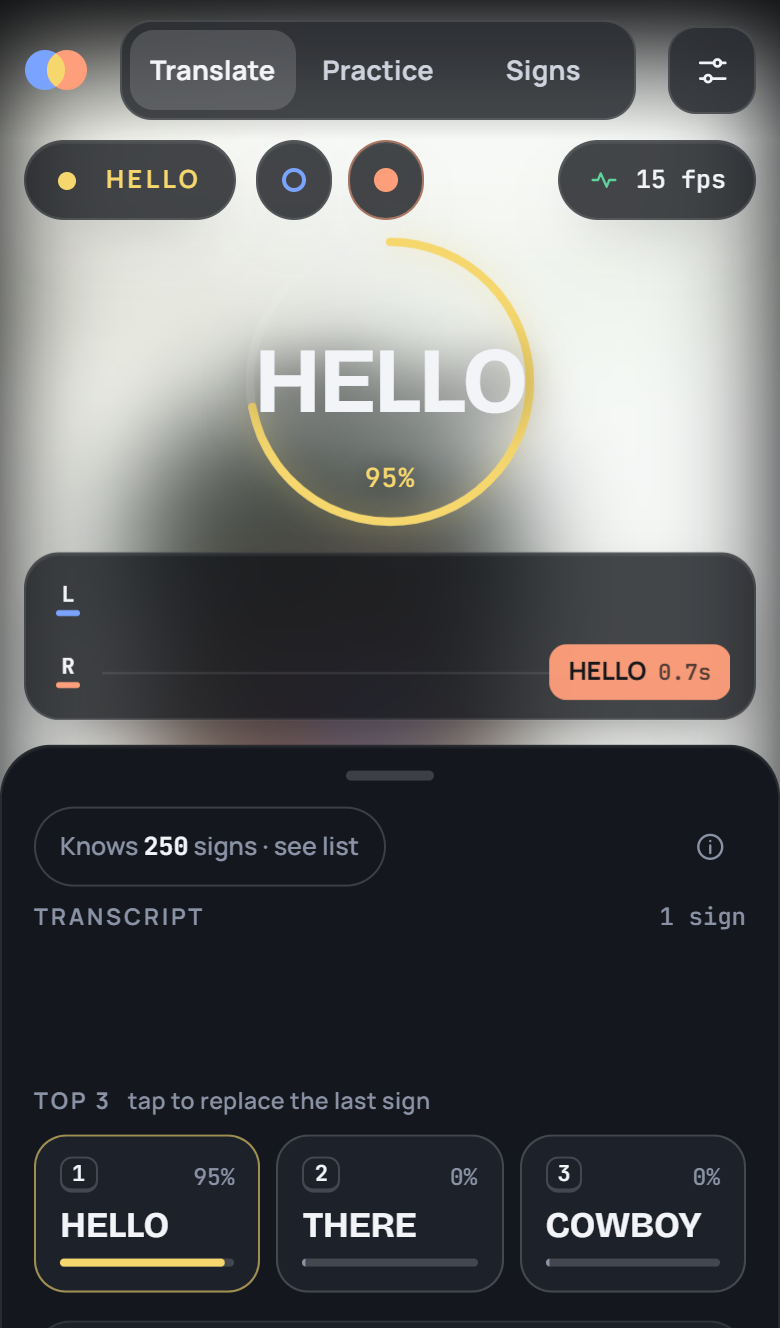 Translate Practice Signs
HELLO 15 fps
HELLO
95%
L
R HELLO 0.7s
Knows 250 signs · see list
TRANSCRIPT 1 sign
TOP 3 tap to replace the last sign
1 95% 2 0% 3 0%
HELLO THERE COWBOY